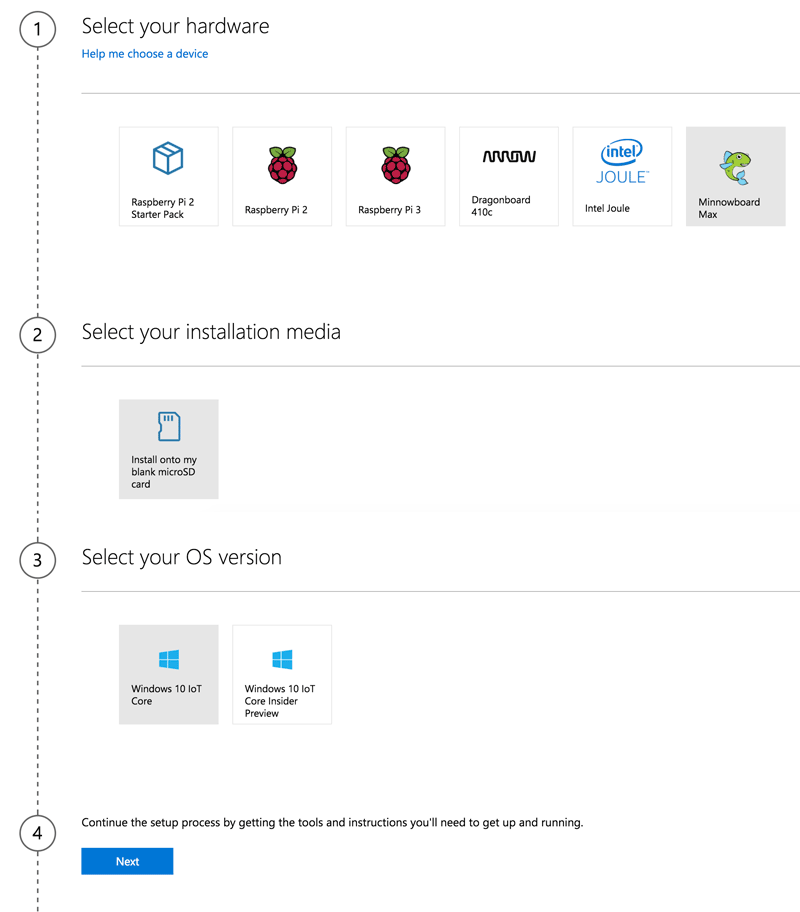 1
Select your hardware
Help me choose a device
Raspberry Pi 2
Starter Pack
Raspberry Pi 2
Raspberry Pi 3
ARROW
Dragonboard
410c
intel
JOULE™
Intel Joule
Minnowboard
Max
2
Select your installation media
Install onto my
blank microSD
card
3
Select your OS version
Windows 10 IoT
Core
Windows 10 IoT
Core Insider
Preview
4
Continue the setup process by getting the tools and instructions you'll need to get up and running.
Next